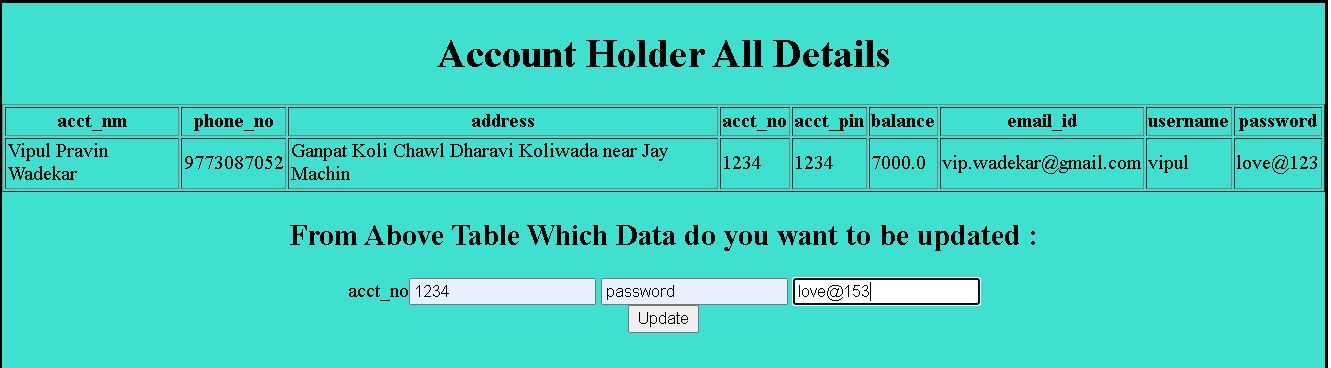 Account Holder All Details
acct_nm phone_no address acct_no acct_pin balance email_id username password
Vipul Pravin Wadekar 9773087052 Ganpat Koli Chawl Dharavi Koliwada near Jay Machin 1234 1234 7000.0 vip.wadekar@gmail.com vipul love@123
From Above Table Which Data do you want to be updated :
acct_no 1234 password love@153
Update